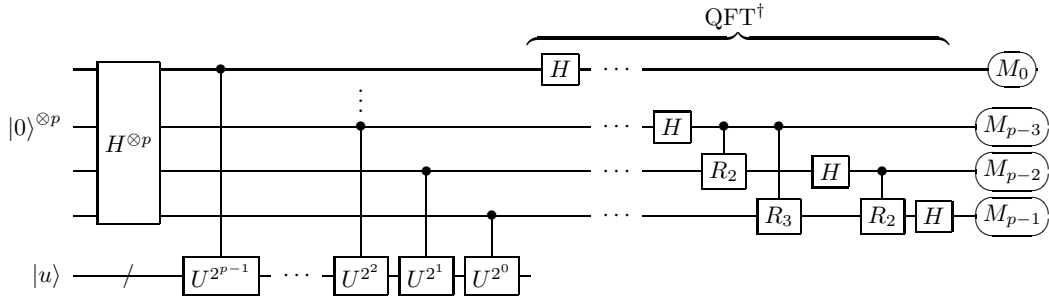 QFT†
H ··· M_0
|0⟩^{⊗p} H^{⊗p} ⋮ ··· H M_{p−3}
··· R_2 H M_{p−2}
··· R_3 R_2 H M_{p−1}
|u⟩ / U^{2^{p−1}} ··· U^{2^2} U^{2^1} U^{2^0}